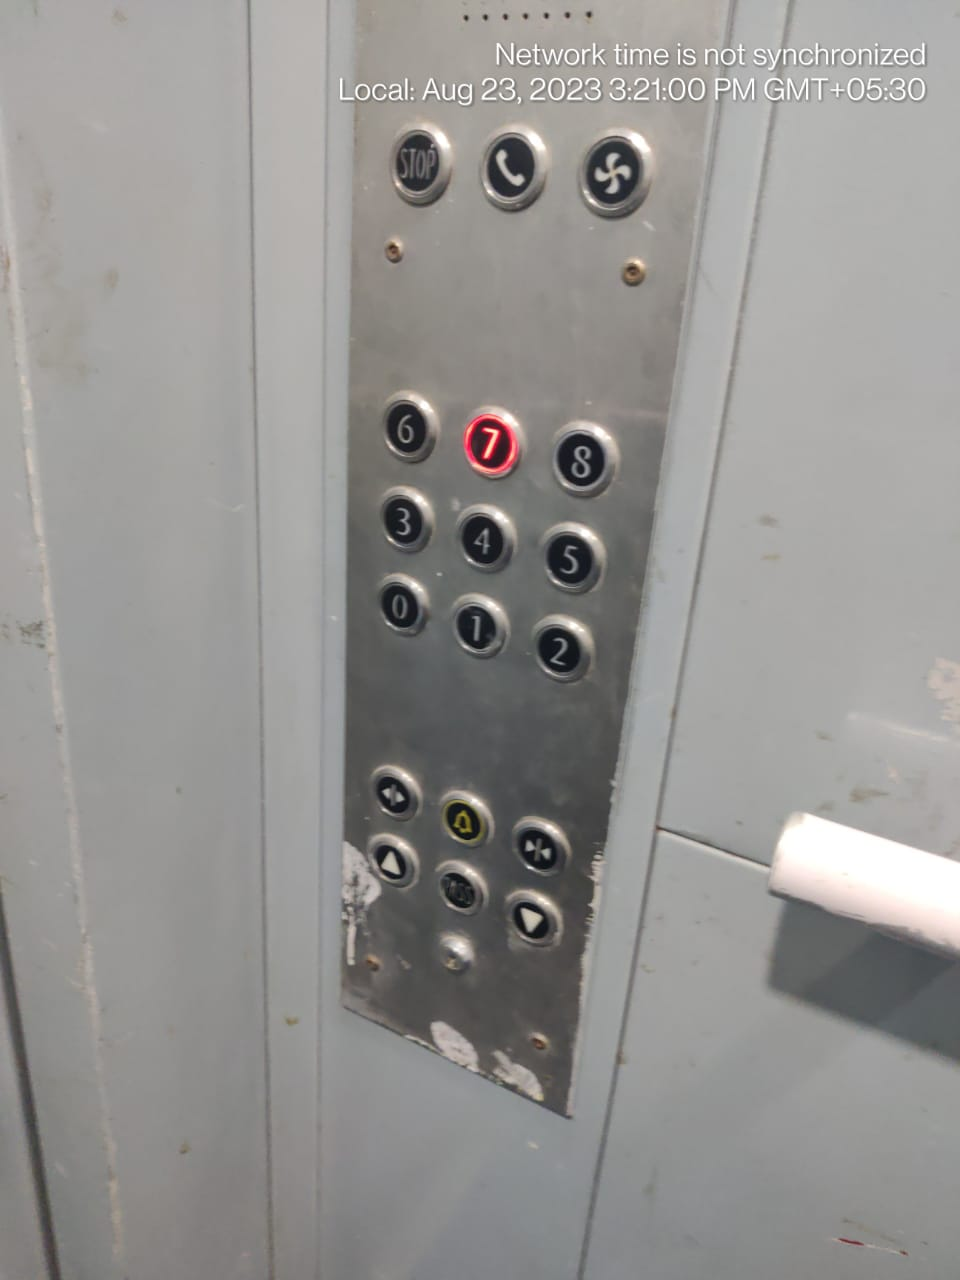 Network time is not synchronized
Local: Aug 23, 2023 3:21:00 PM GMT+05:30
STOP
6 7 8
3 4 5
0 1 2
PASS